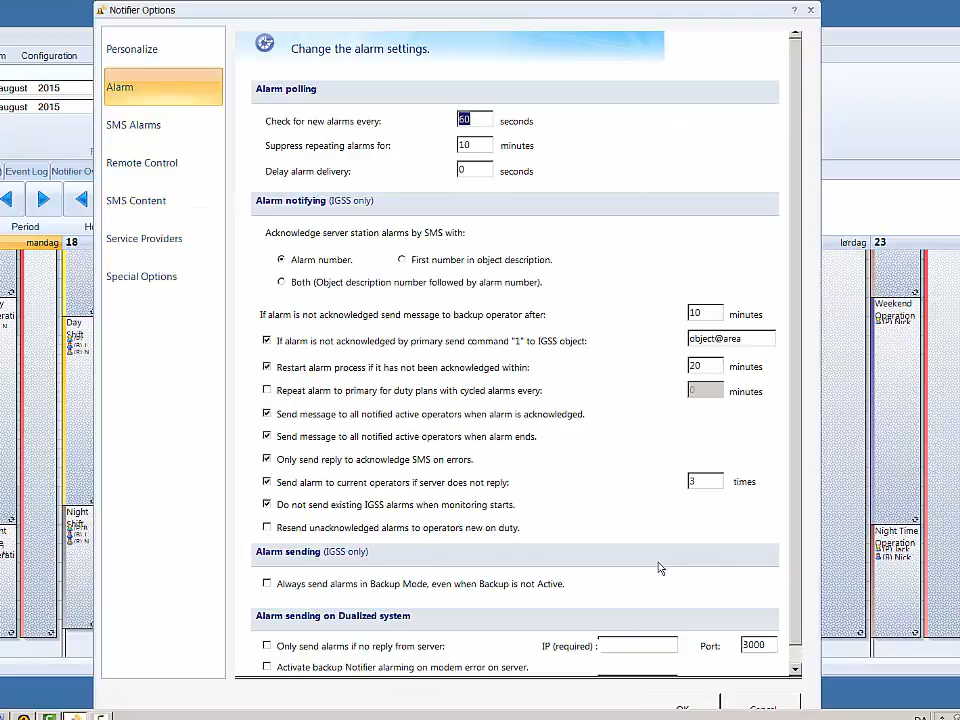 Notifier Options
?
Configuration
august 2015
august 2015
Event Log Notifier
Period
mandag 18
Day
Shift
Night
Shift
Personalize
Alarm
SMS Alarms
Remote Control
SMS Content
Service Providers
Special Options
Change the alarm settings.
Alarm polling
Check for new alarms every: 60 seconds
Suppress repeating alarms for: 10 minutes
Delay alarm delivery: 0 seconds
Alarm notifying (IGSS only)
Acknowledge server station alarms by SMS with:
Alarm number. First number in object description.
Both (Object description number followed by alarm number).
If alarm is not acknowledged send message to backup operator after: 10 minutes
If alarm is not acknowledged by primary send command "1" to IGSS object: object@area
Restart alarm process if it has not been acknowledged within: 20 minutes
Repeat alarm to primary for duty plans with cycled alarms every: 0 minutes
Send message to all notified active operators when alarm is acknowledged.
Send message to all notified active operators when alarm ends.
Only send reply to acknowledge SMS on errors.
Send alarm to current operators if server does not reply: 3 times
Do not send existing IGSS alarms when monitoring starts.
Resend unacknowledged alarms to operators new on duty.
Alarm sending (IGSS only)
Always send alarms in Backup Mode, even when Backup is not Active.
Alarm sending on Dualized system
Only send alarms if no reply from server: IP (required) : Port: 3000
Activate backup Notifier alarming on modem error on server.
OK Cancel
lørdag 23
Weekend
Operation
(P) Nick
Night Time
Operation
(P) Jack
(B) Nick